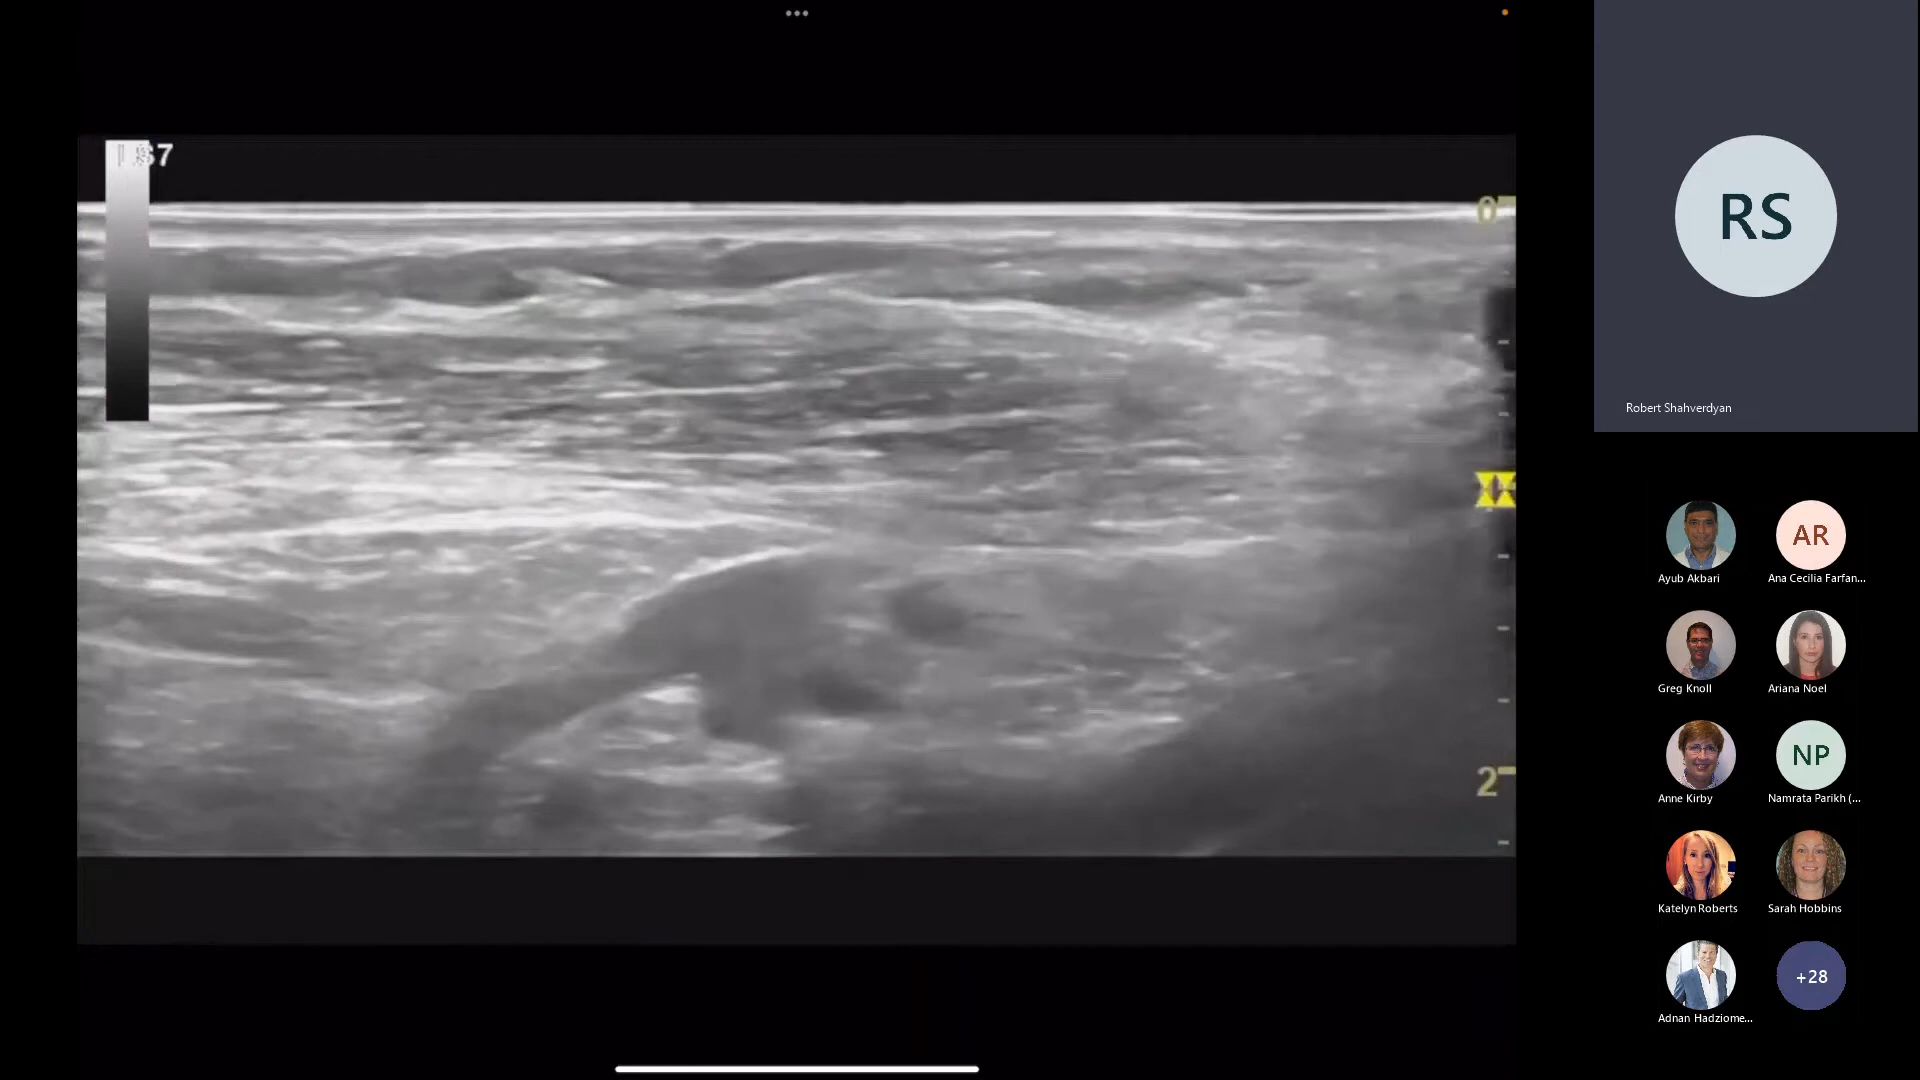 0
2
RS
Robert Shahverdyan
AR
Ayub Akbari
Ana Cecilia Farfan...
Greg Knoll
Ariana Noel
NP
Anne Kirby
Namrata Parikh (...
Katelyn Roberts
Sarah Hobbins
+28
Adnan Hadziome...